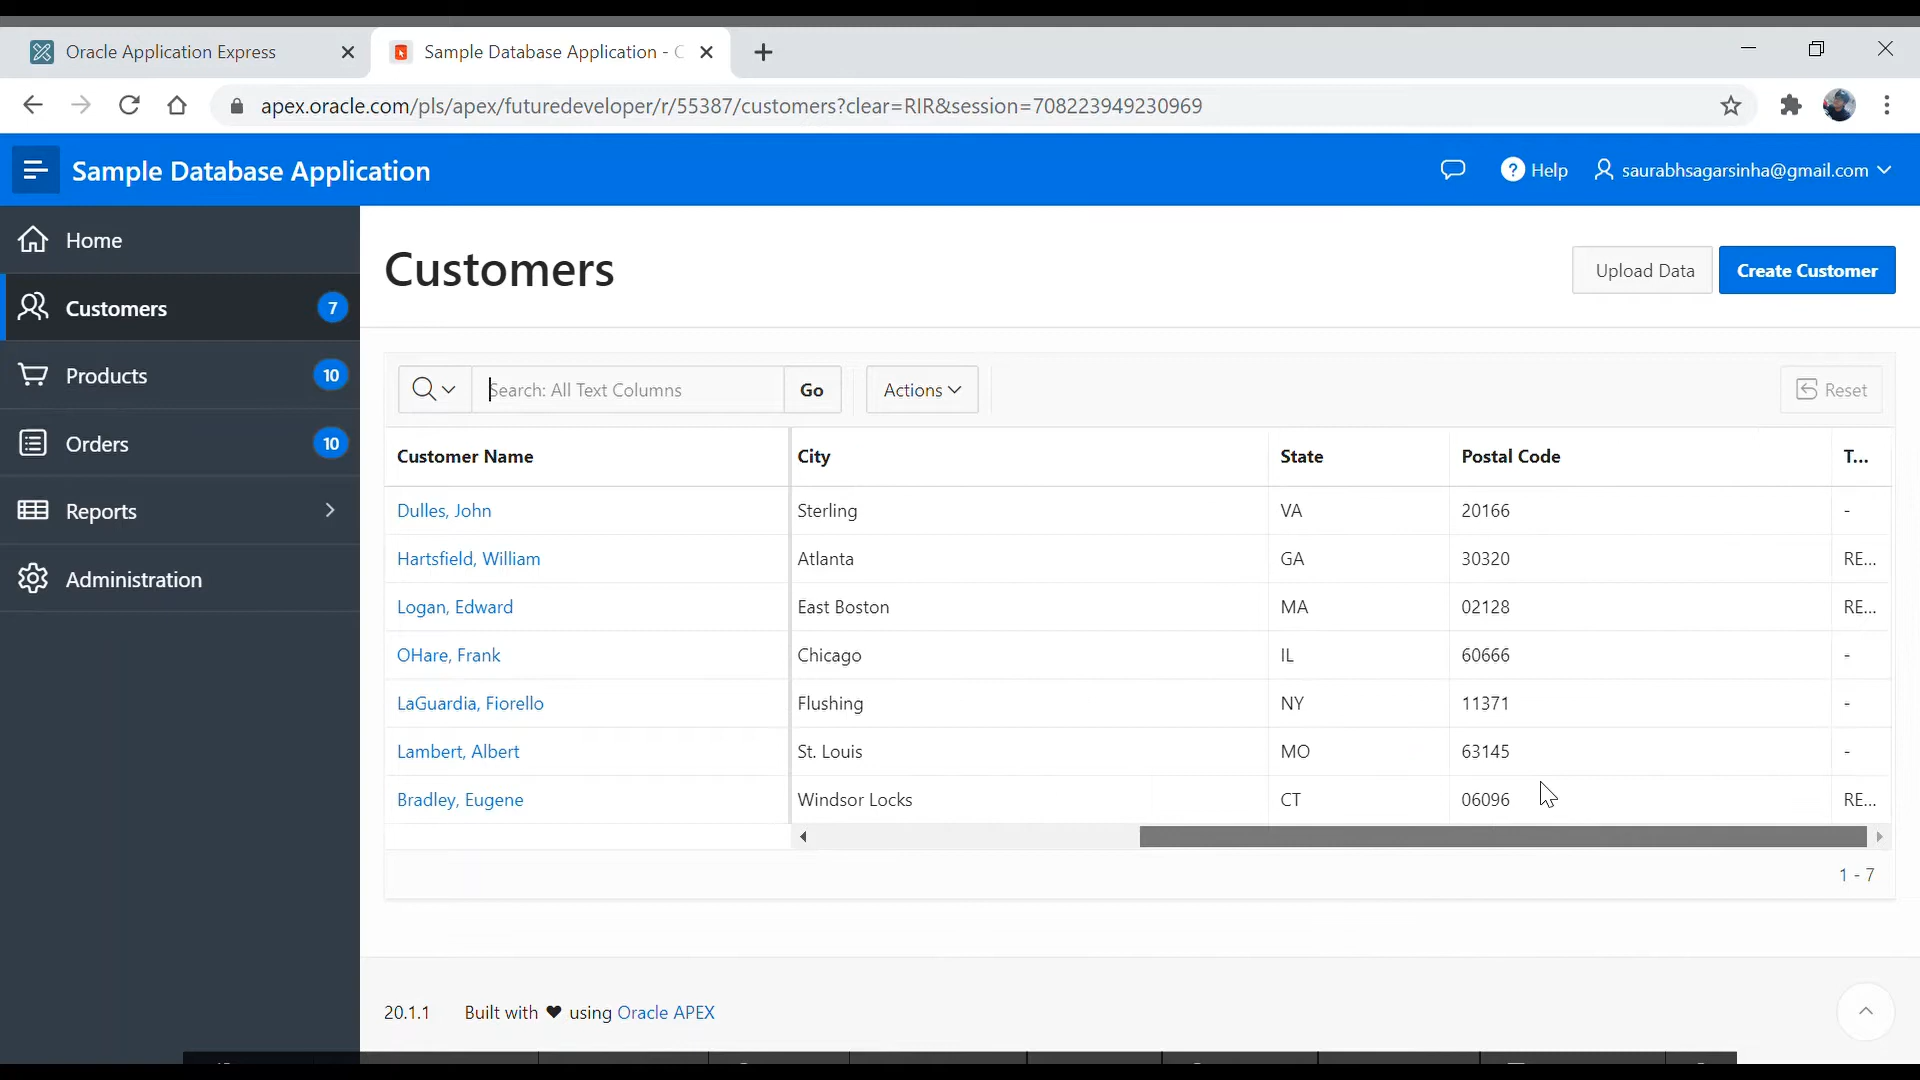 Oracle Application Express
Sample Database Application - C
apex.oracle.com/pls/apex/futuredeveloper/r/55387/customers?clear=RIR&session=708223949230969
Sample Database Application
? Help
saurabhsagarsinha@gmail.com
Home
Customers 7
Products 10
Orders 10
Reports
Administration
Customers
Upload Data
Create Customer
Search: All Text Columns
Go
Actions
Reset
Customer Name City State Postal Code T...
Dulles, John Sterling VA 20166 -
Hartsfield, William Atlanta GA 30320 RE...
Logan, Edward East Boston MA 02128 RE...
OHare, Frank Chicago IL 60666 -
LaGuardia, Fiorello Flushing NY 11371 -
Lambert, Albert St. Louis MO 63145 -
Bradley, Eugene Windsor Locks CT 06096 RE...
1 - 7
20.1.1 Built with ♥ using Oracle APEX